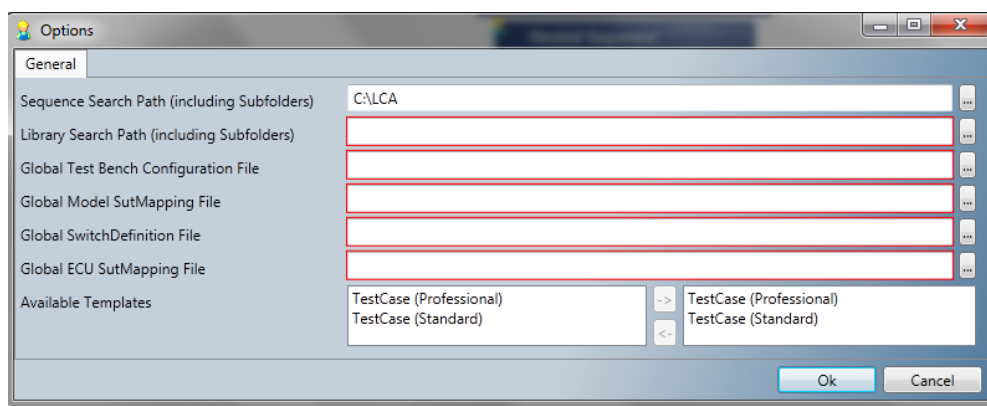 Options
General
Sequence Search Path (including Subfolders)
C:\LCA
...
Library Search Path (including Subfolders)
...
Global Test Bench Configuration File
...
Global Model SutMapping File
...
Global SwitchDefinition File
...
Global ECU SutMapping File
...
Available Templates
TestCase (Professional)
TestCase (Standard)
->
<-
TestCase (Professional)
TestCase (Standard)
Ok
Cancel